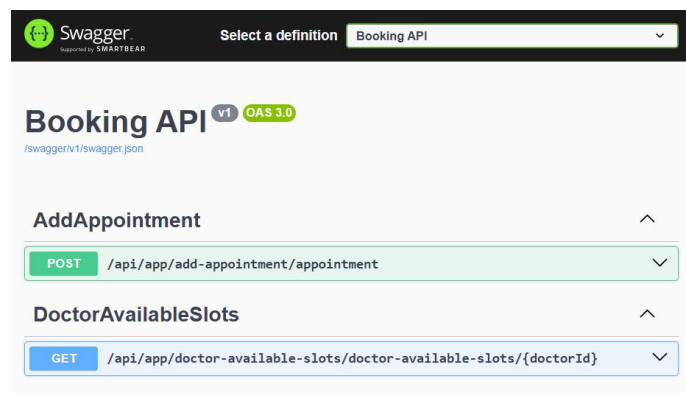 {··} Swagger. Select a definition Booking API
Supported by SMARTBEAR
Booking API v1 OAS 3.0
/swagger/v1/swagger.json
AddAppointment
POST /api/app/add-appointment/appointment
DoctorAvailableSlots
GET /api/app/doctor-available-slots/doctor-available-slots/{doctorId}